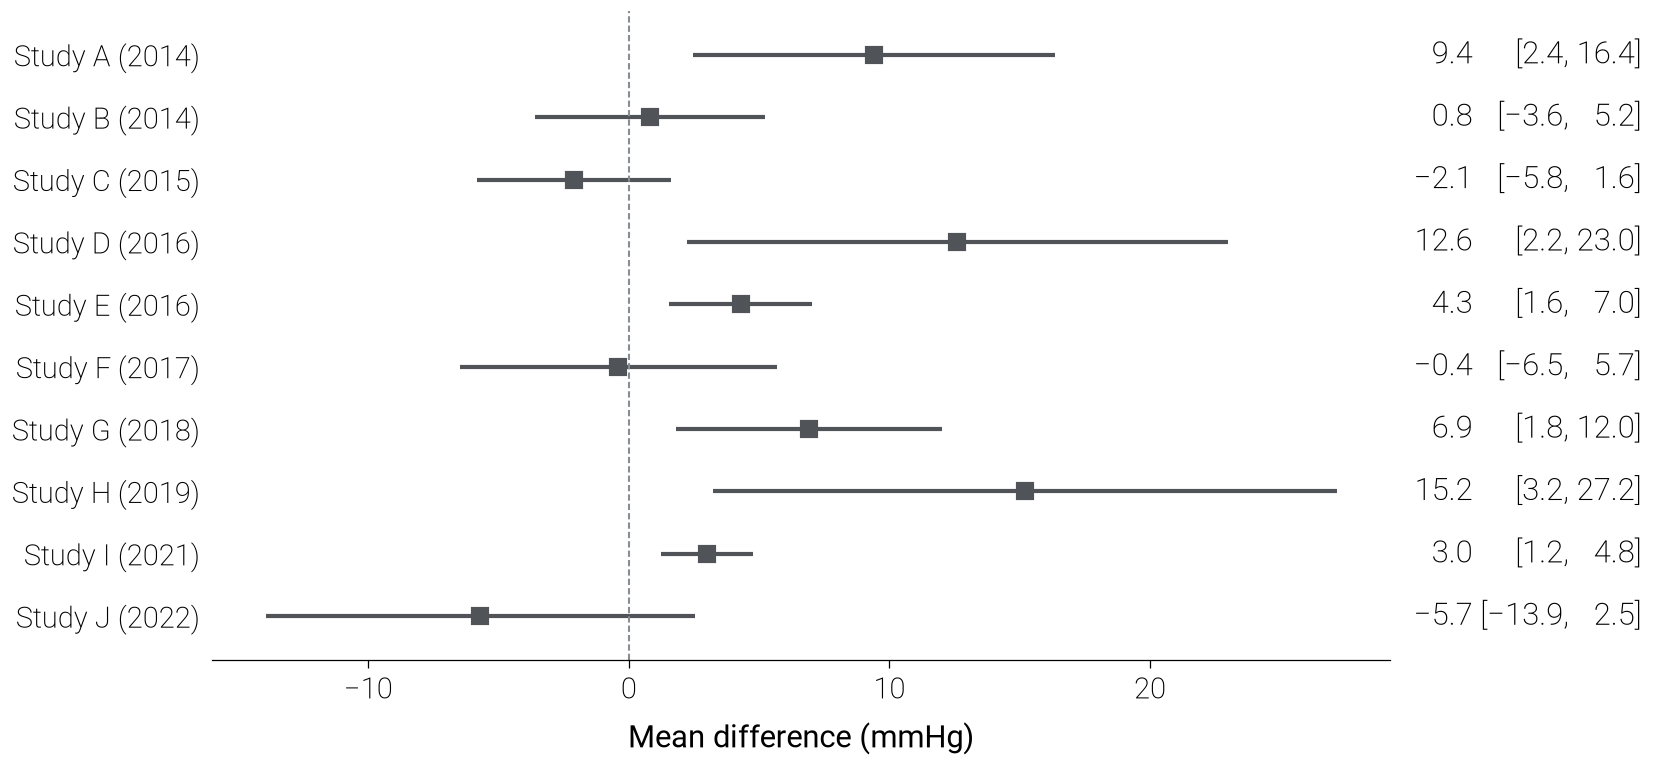 Study A (2014) 9.4 [2.4, 16.4]
Study B (2014) 0.8 [−3.6, 5.2]
Study C (2015) −2.1 [−5.8, 1.6]
Study D (2016) 12.6 [2.2, 23.0]
Study E (2016) 4.3 [1.6, 7.0]
Study F (2017) −0.4 [−6.5, 5.7]
Study G (2018) 6.9 [1.8, 12.0]
Study H (2019) 15.2 [3.2, 27.2]
Study I (2021) 3.0 [1.2, 4.8]
Study J (2022) −5.7 [−13.9, 2.5]
−10 0 10 20
Mean difference (mmHg)